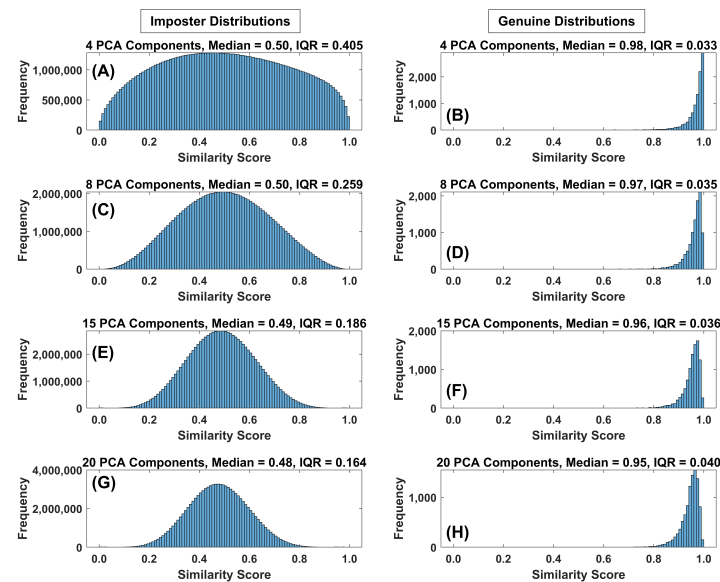 Imposter Distributions
Genuine Distributions
4 PCA Components, Median = 0.50, IQR = 0.405
(A)
1,000,000
500,000
0
Frequency
0.0 0.2 0.4 0.6 0.8 1.0
Similarity Score
4 PCA Components, Median = 0.98, IQR = 0.033
(B)
2,000
1,000
0
Frequency
0.0 0.2 0.4 0.6 0.8 1.0
Similarity Score
8 PCA Components, Median = 0.50, IQR = 0.259
(C)
2,000,000
1,000,000
0
Frequency
0.0 0.2 0.4 0.6 0.8 1.0
Similarity Score
8 PCA Components, Median = 0.97, IQR = 0.035
(D)
2,000
1,000
0
Frequency
0.0 0.2 0.4 0.6 0.8 1.0
Similarity Score
15 PCA Components, Median = 0.49, IQR = 0.186
(E)
2,000,000
1,000,000
0
Frequency
0.0 0.2 0.4 0.6 0.8 1.0
Similarity Score
15 PCA Components, Median = 0.96, IQR = 0.036
(F)
2,000
1,000
0
Frequency
0.0 0.2 0.4 0.6 0.8 1.0
Similarity Score
20 PCA Components, Median = 0.48, IQR = 0.164
(G)
4,000,000
2,000,000
0
Frequency
0.0 0.2 0.4 0.6 0.8 1.0
Similarity Score
20 PCA Components, Median = 0.95, IQR = 0.040
(H)
1,000
0
Frequency
0.0 0.2 0.4 0.6 0.8 1.0
Similarity Score